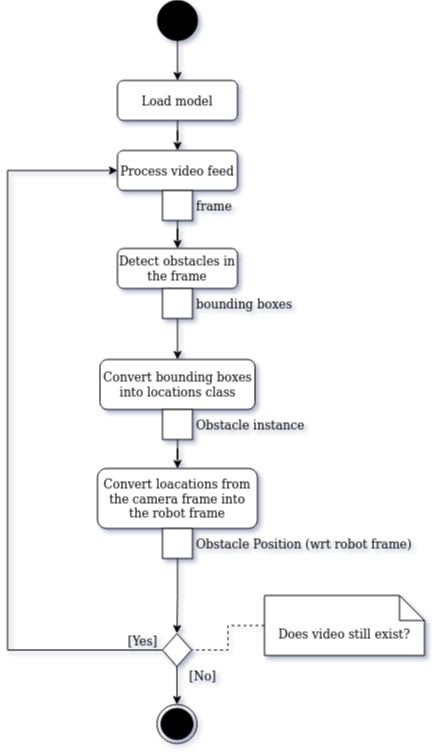 Load model
Process video feed
frame
Detect obstacles in
the frame
bounding boxes
Convert bounding boxes
into locations class
Obstacle instance
Convert loacations from
the camera frame into
the robot frame
Obstacle Position (wrt robot frame)
Does video still exist?
[Yes]
[No]